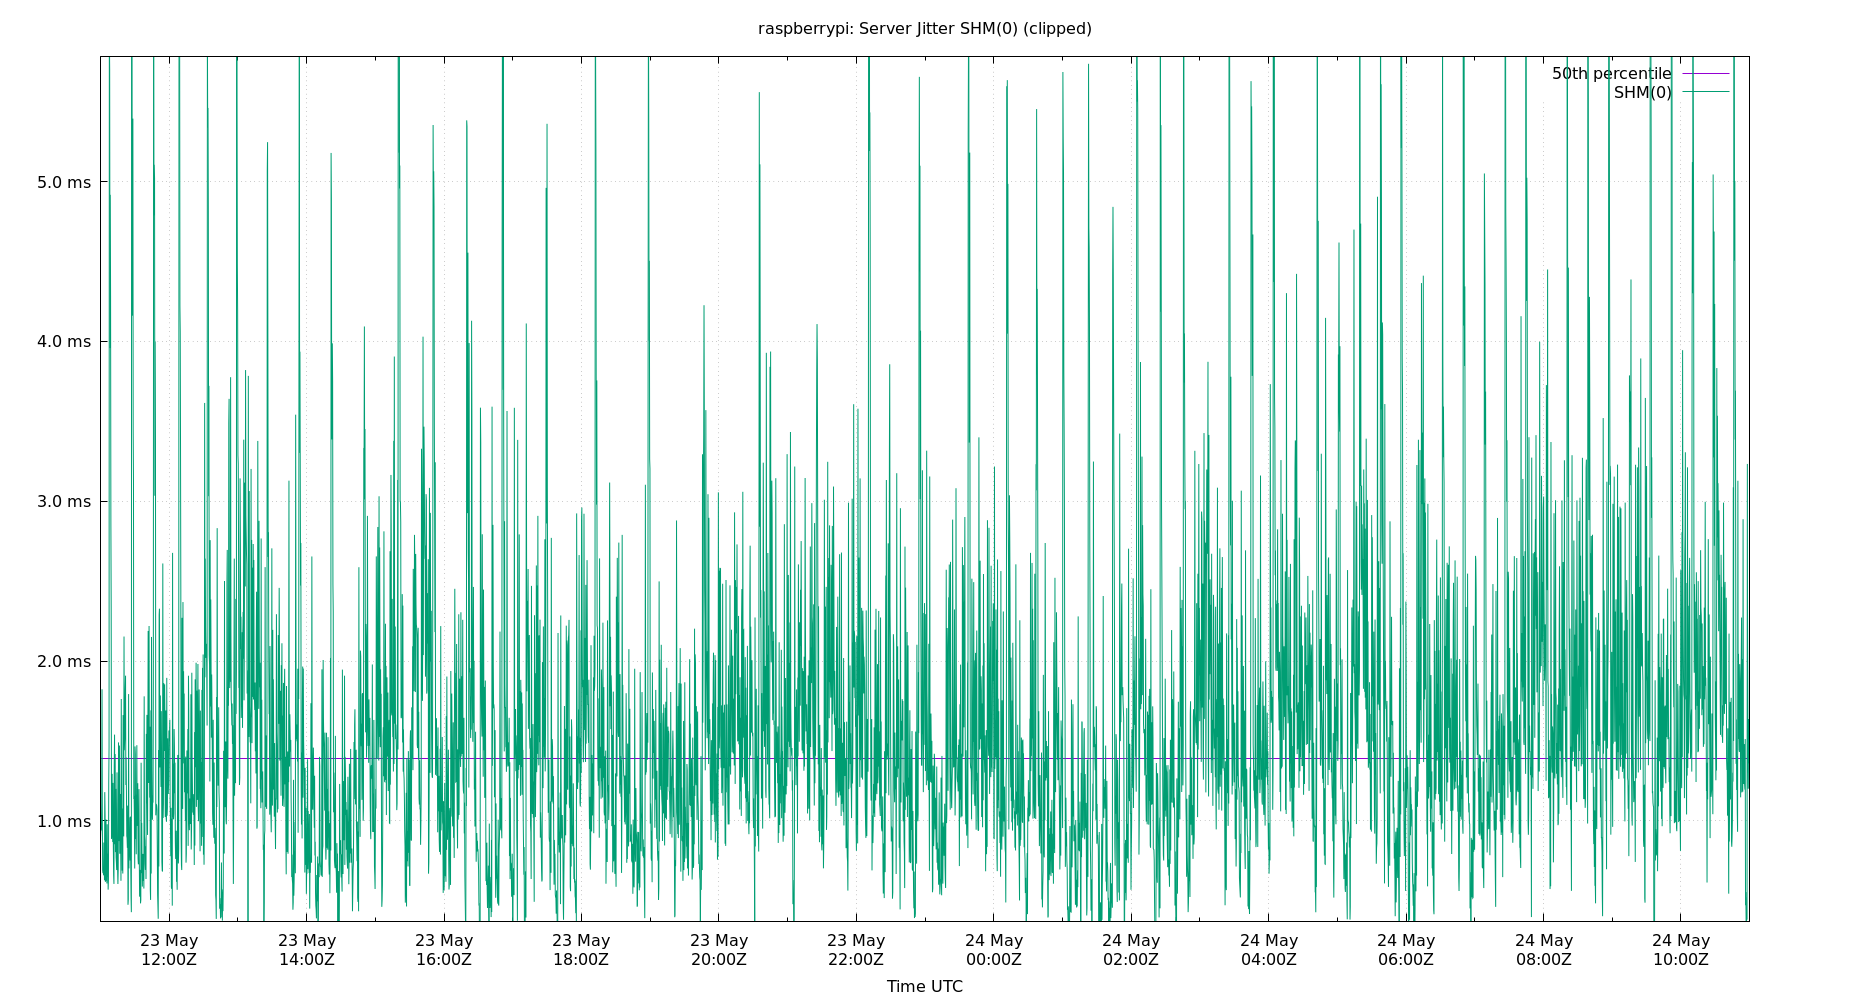 raspberrypi: Server Jitter SHM(0) (clipped)
50th percentile
SHM(0)
5.0 ms
4.0 ms
3.0 ms
2.0 ms
1.0 ms
23 May 23 May 23 May 23 May 23 May 23 May 24 May 24 May 24 May 24 May 24 May 24 May
12:00Z 14:00Z 16:00Z 18:00Z 20:00Z 22:00Z 00:00Z 02:00Z 04:00Z 06:00Z 08:00Z 10:00Z
Time UTC